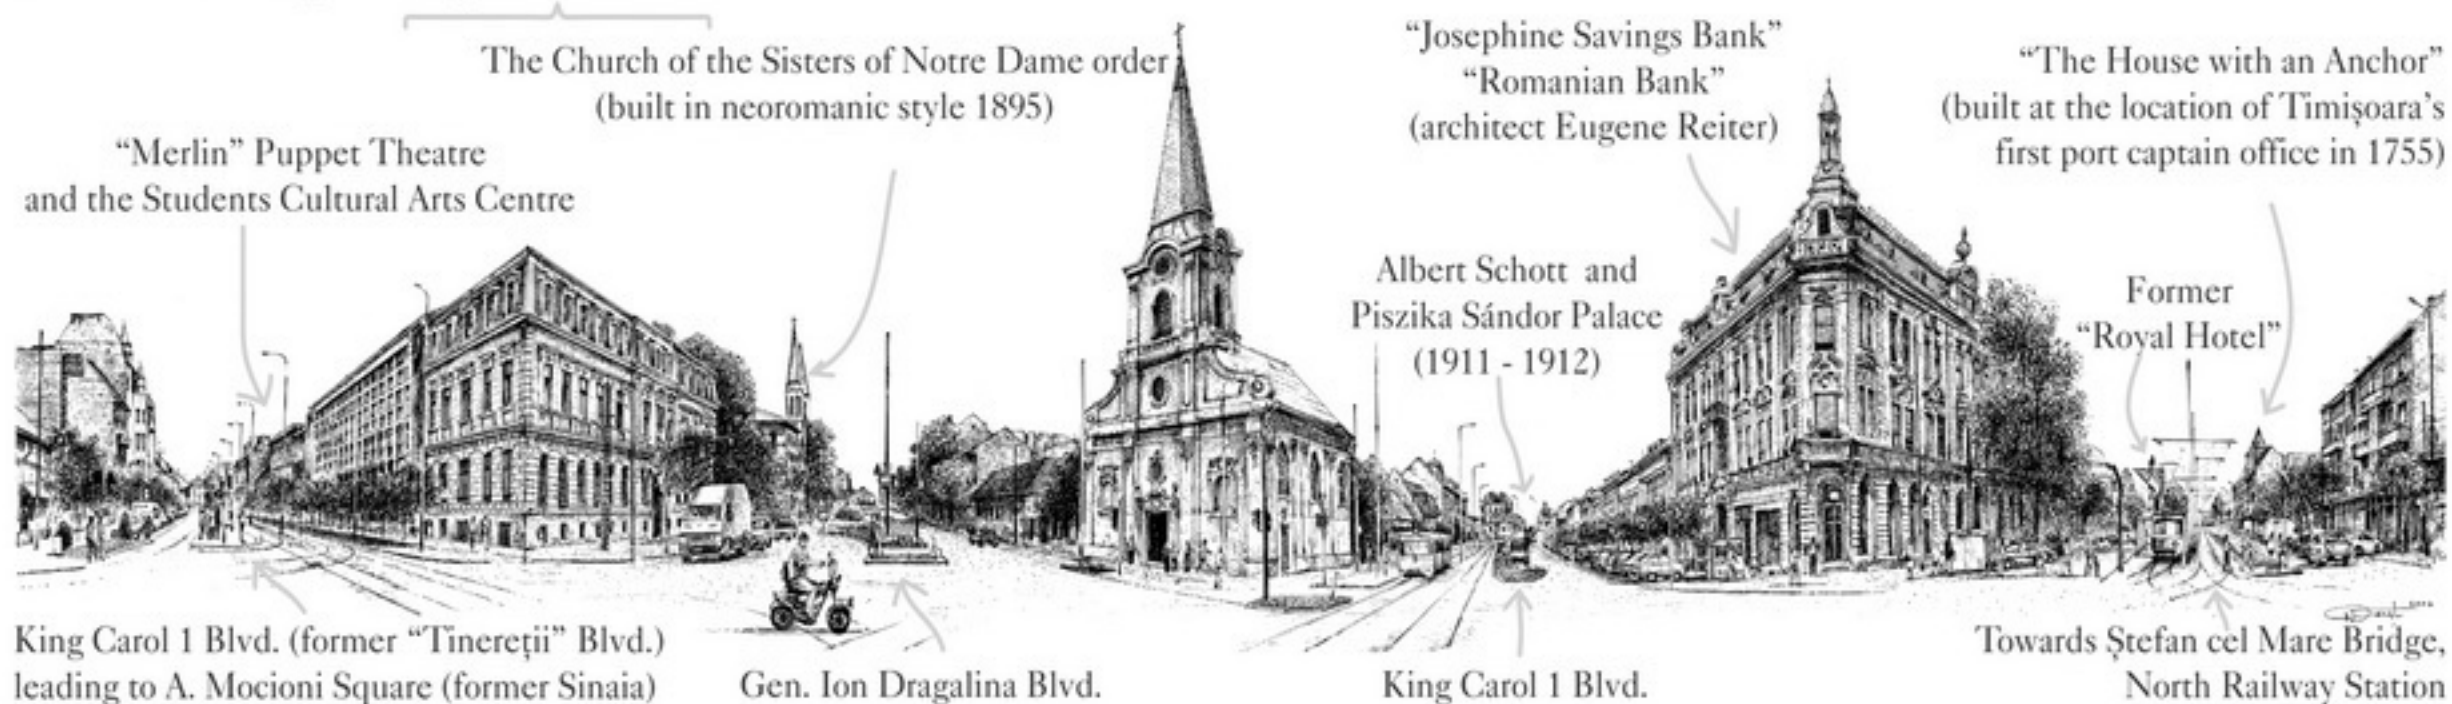 The Church of the Sisters of Notre Dame order
(built in neoromanic style 1895)
"Merlin" Puppet Theatre
and the Students Cultural Arts Centre
"Josephine Savings Bank"
"Romanian Bank"
(architect Eugene Reiter)
"The House with an Anchor"
(built at the location of Timișoara's
first port captain office in 1755)
Albert Schott and
Piszika Sándor Palace
(1911 - 1912)
Former
"Royal Hotel"
King Carol 1 Blvd. (former "Tinereții" Blvd.)
leading to A. Mocioni Square (former Sinaia)
Gen. Ion Dragalina Blvd.
King Carol 1 Blvd.
Towards Ștefan cel Mare Bridge,
North Railway Station